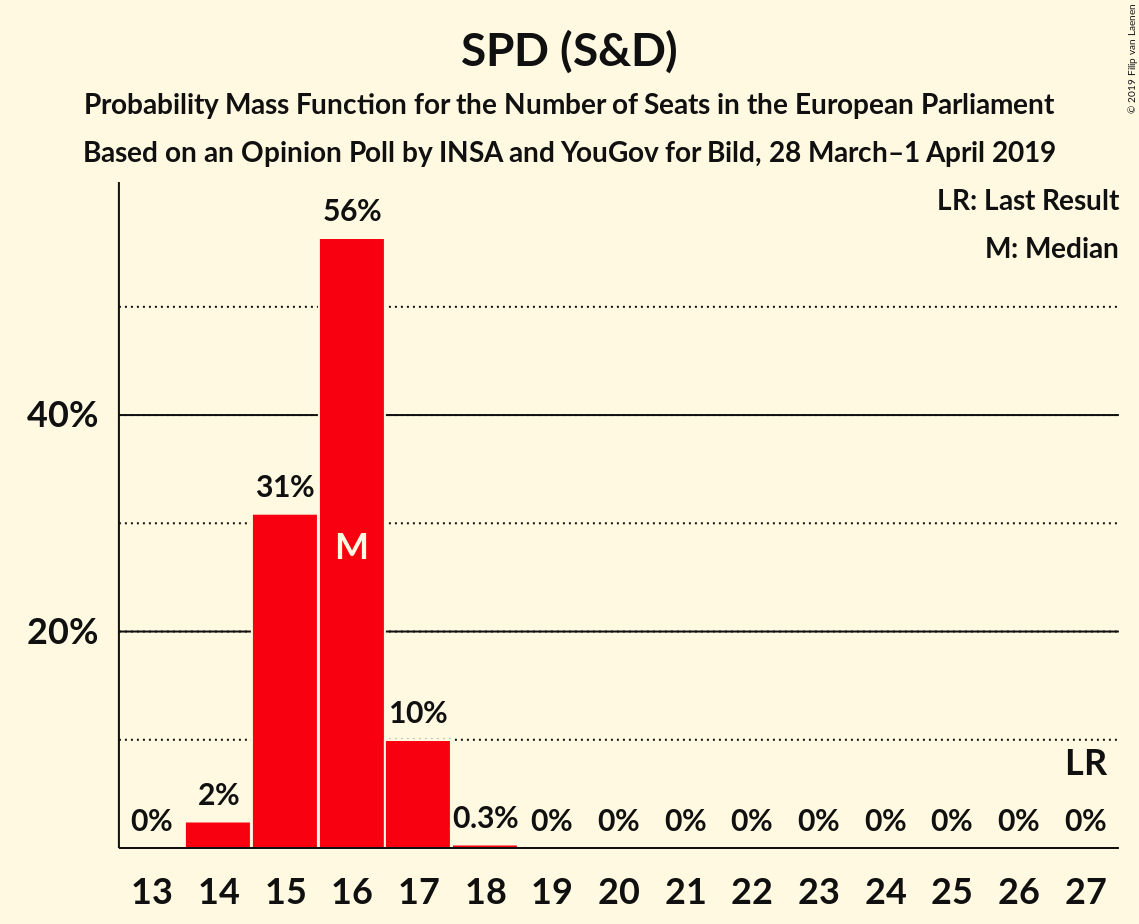 SPD (S&D)
Probability Mass Function for the Number of Seats in the European Parliament
Based on an Opinion Poll by INSA and YouGov for Bild, 28 March–1 April 2019
© 2019 Filip van Laenen
LR: Last Result
M: Median
56%
40%
31%
M
20%
10%
LR
0% 2% 0.3% 0% 0% 0% 0% 0% 0% 0% 0% 0%
13 14 15 16 17 18 19 20 21 22 23 24 25 26 27